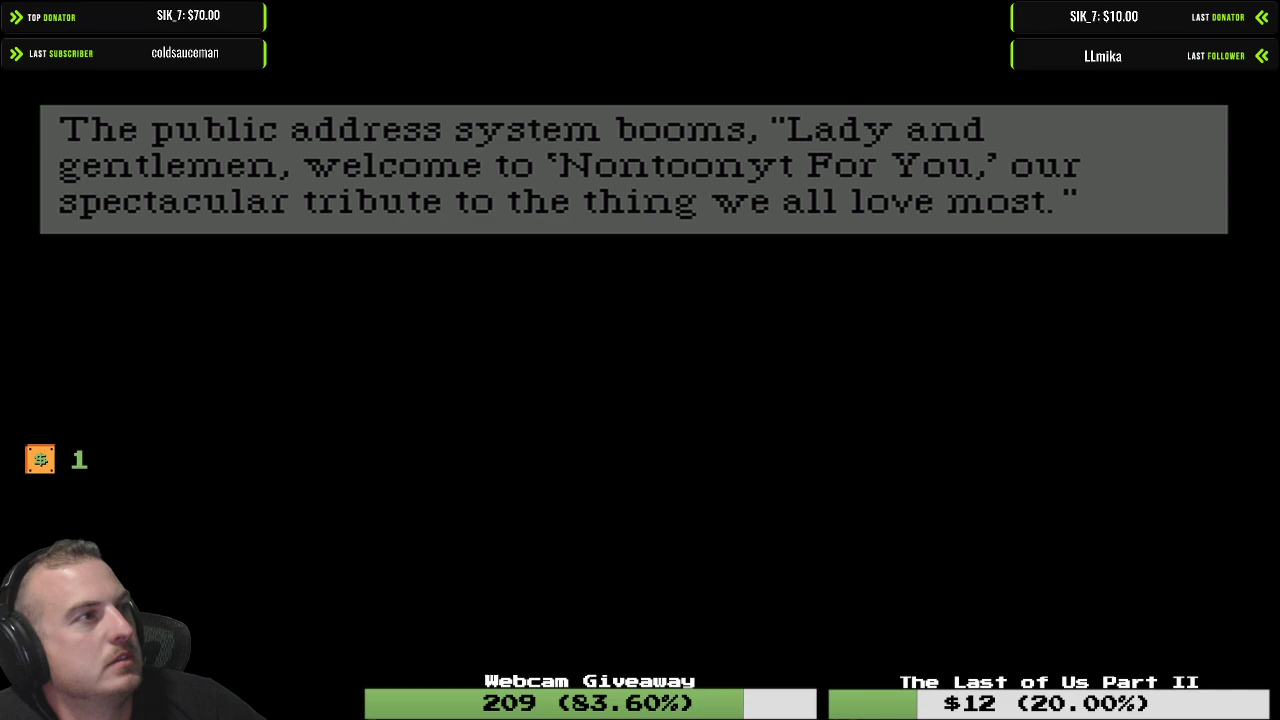 TOP DONATOR SIK_7: $70.00
LAST SUBSCRIBER coldsauceman
SIK_7: $10.00 LAST DONATOR
LLmika LAST FOLLOWER
The public address system booms, "Lady and
gentlemen, welcome to ‘Nontoonyt For You,’ our
spectacular tribute to the thing we all love most."
$ 1
Webcam Giveaway
209 (83.60%)
The Last of Us Part II
$12 (20.00%)